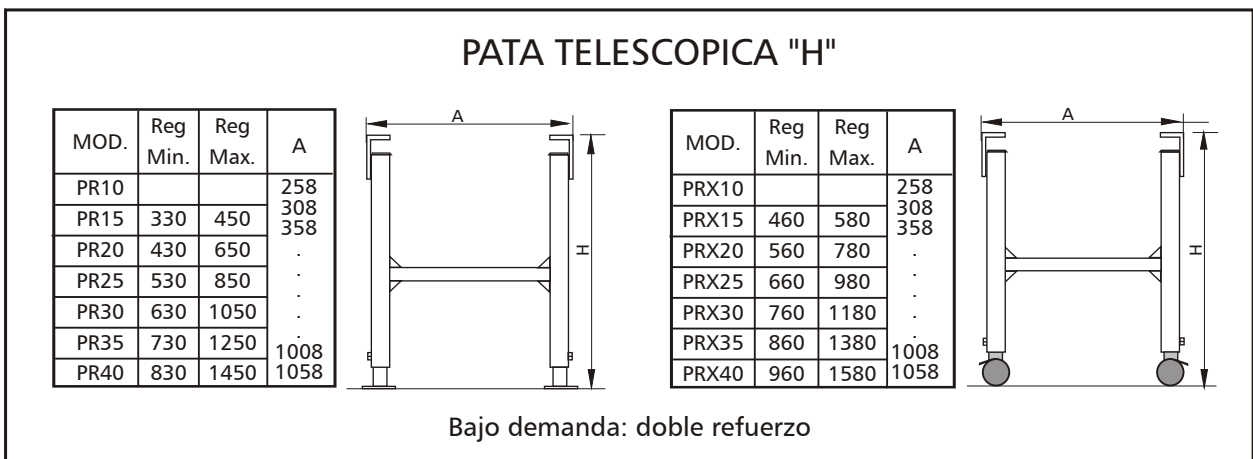 PATA TELESCOPICA "H"
MOD. Reg Min. Reg Max. A
PR10
PR15 330 450
PR20 430 650
PR25 530 850
PR30 630 1050
PR35 730 1250
PR40 830 1450
258
308
358
.
.
.
.
.
1008
1058
A
H
MOD. Reg Min. Reg Max. A
PRX10
PRX15 460 580
PRX20 560 780
PRX25 660 980
PRX30 760 1180
PRX35 860 1380
PRX40 960 1580
258
308
358
.
.
.
.
.
1008
1058
A
H
Bajo demanda: doble refuerzo